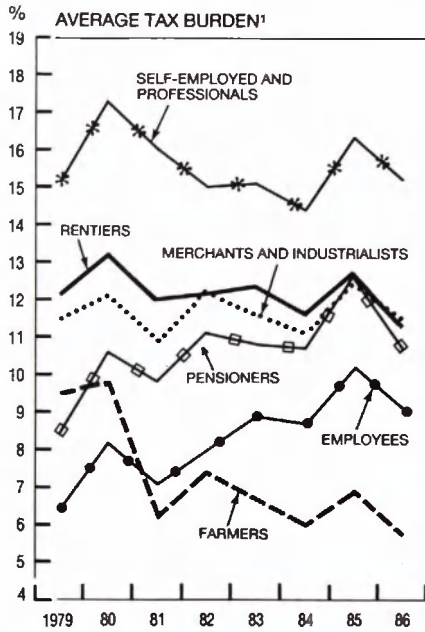 %
AVERAGE TAX BURDEN¹
19
18
17
16
15
14
13
12
11
10
9
8
7
6
5
4
SELF-EMPLOYED AND
PROFESSIONALS
RENTIERS
MERCHANTS AND INDUSTRIALISTS
PENSIONERS
EMPLOYEES
FARMERS
1979 80 81 82 83 84 85 86